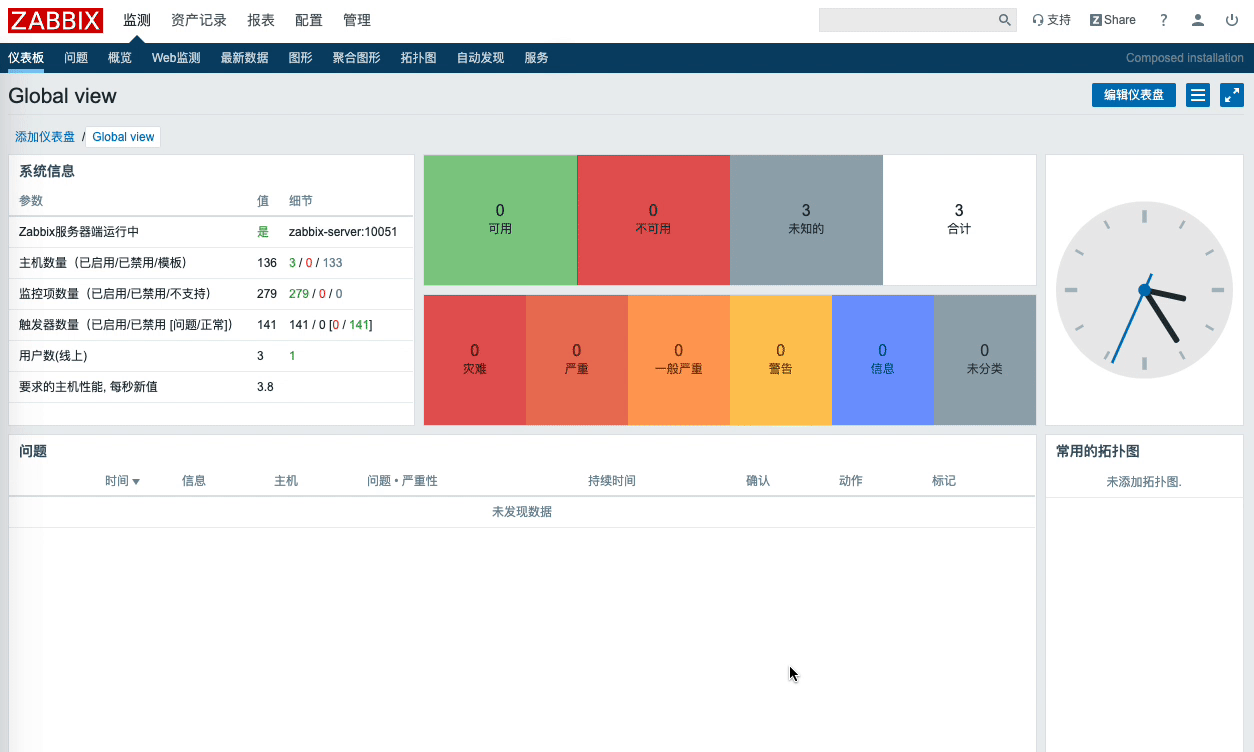 ZABBIX 监测 资产记录 报表 配置 管理 支持 Z Share ?
仪表板 问题 概览 Web监测 最新数据 图形 聚合图形 拓扑图 自动发现 服务 Composed installation
Global view 编辑仪表盘
添加仪表盘 / Global view
系统信息
参数 值 细节
Zabbix服务器端运行中 是 zabbix-server:10051
主机数量（已启用/已禁用/模板） 136 3 / 0 / 133
监控项数量（已启用/已禁用/不支持） 279 279 / 0 / 0
触发器数量（已启用/已禁用 [问题/正常]） 141 141 / 0 [0 / 141]
用户数(线上) 3 1
要求的主机性能, 每秒新值 3.8
0 0 3 3
可用 不可用 未知的 合计
0 0 0 0 0 0
灾难 严重 一般严重 警告 信息 未分类
问题
时间 信息 主机 问题 • 严重性 持续时间 确认 动作 标记
未发现数据
常用的拓扑图
未添加拓扑图.